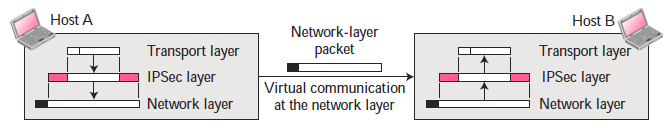 Host A
Transport layer
IPSec layer
Network layer
Network-layer
packet
Virtual communication
at the network layer
Host B
Transport layer
IPSec layer
Network layer